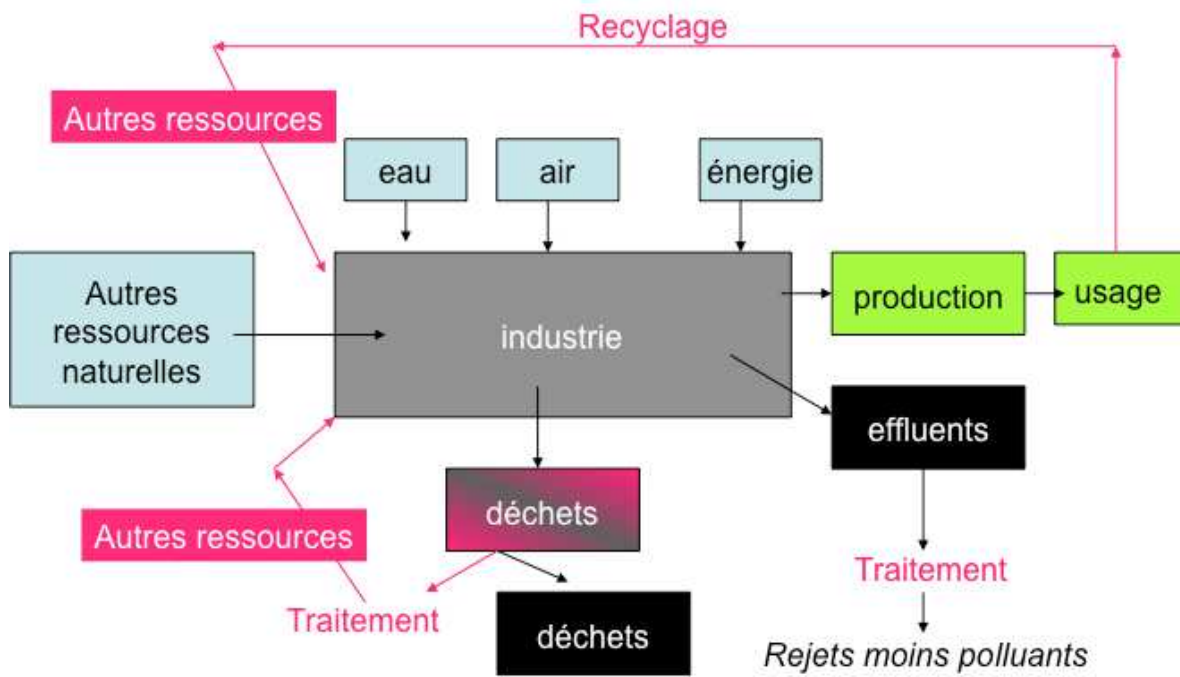 Recyclage
Autres ressources
eau
air
énergie
Autres
ressources
naturelles
industrie
production
usage
effluents
déchets
Autres ressources
Traitement
Traitement
déchets
Rejets moins polluants